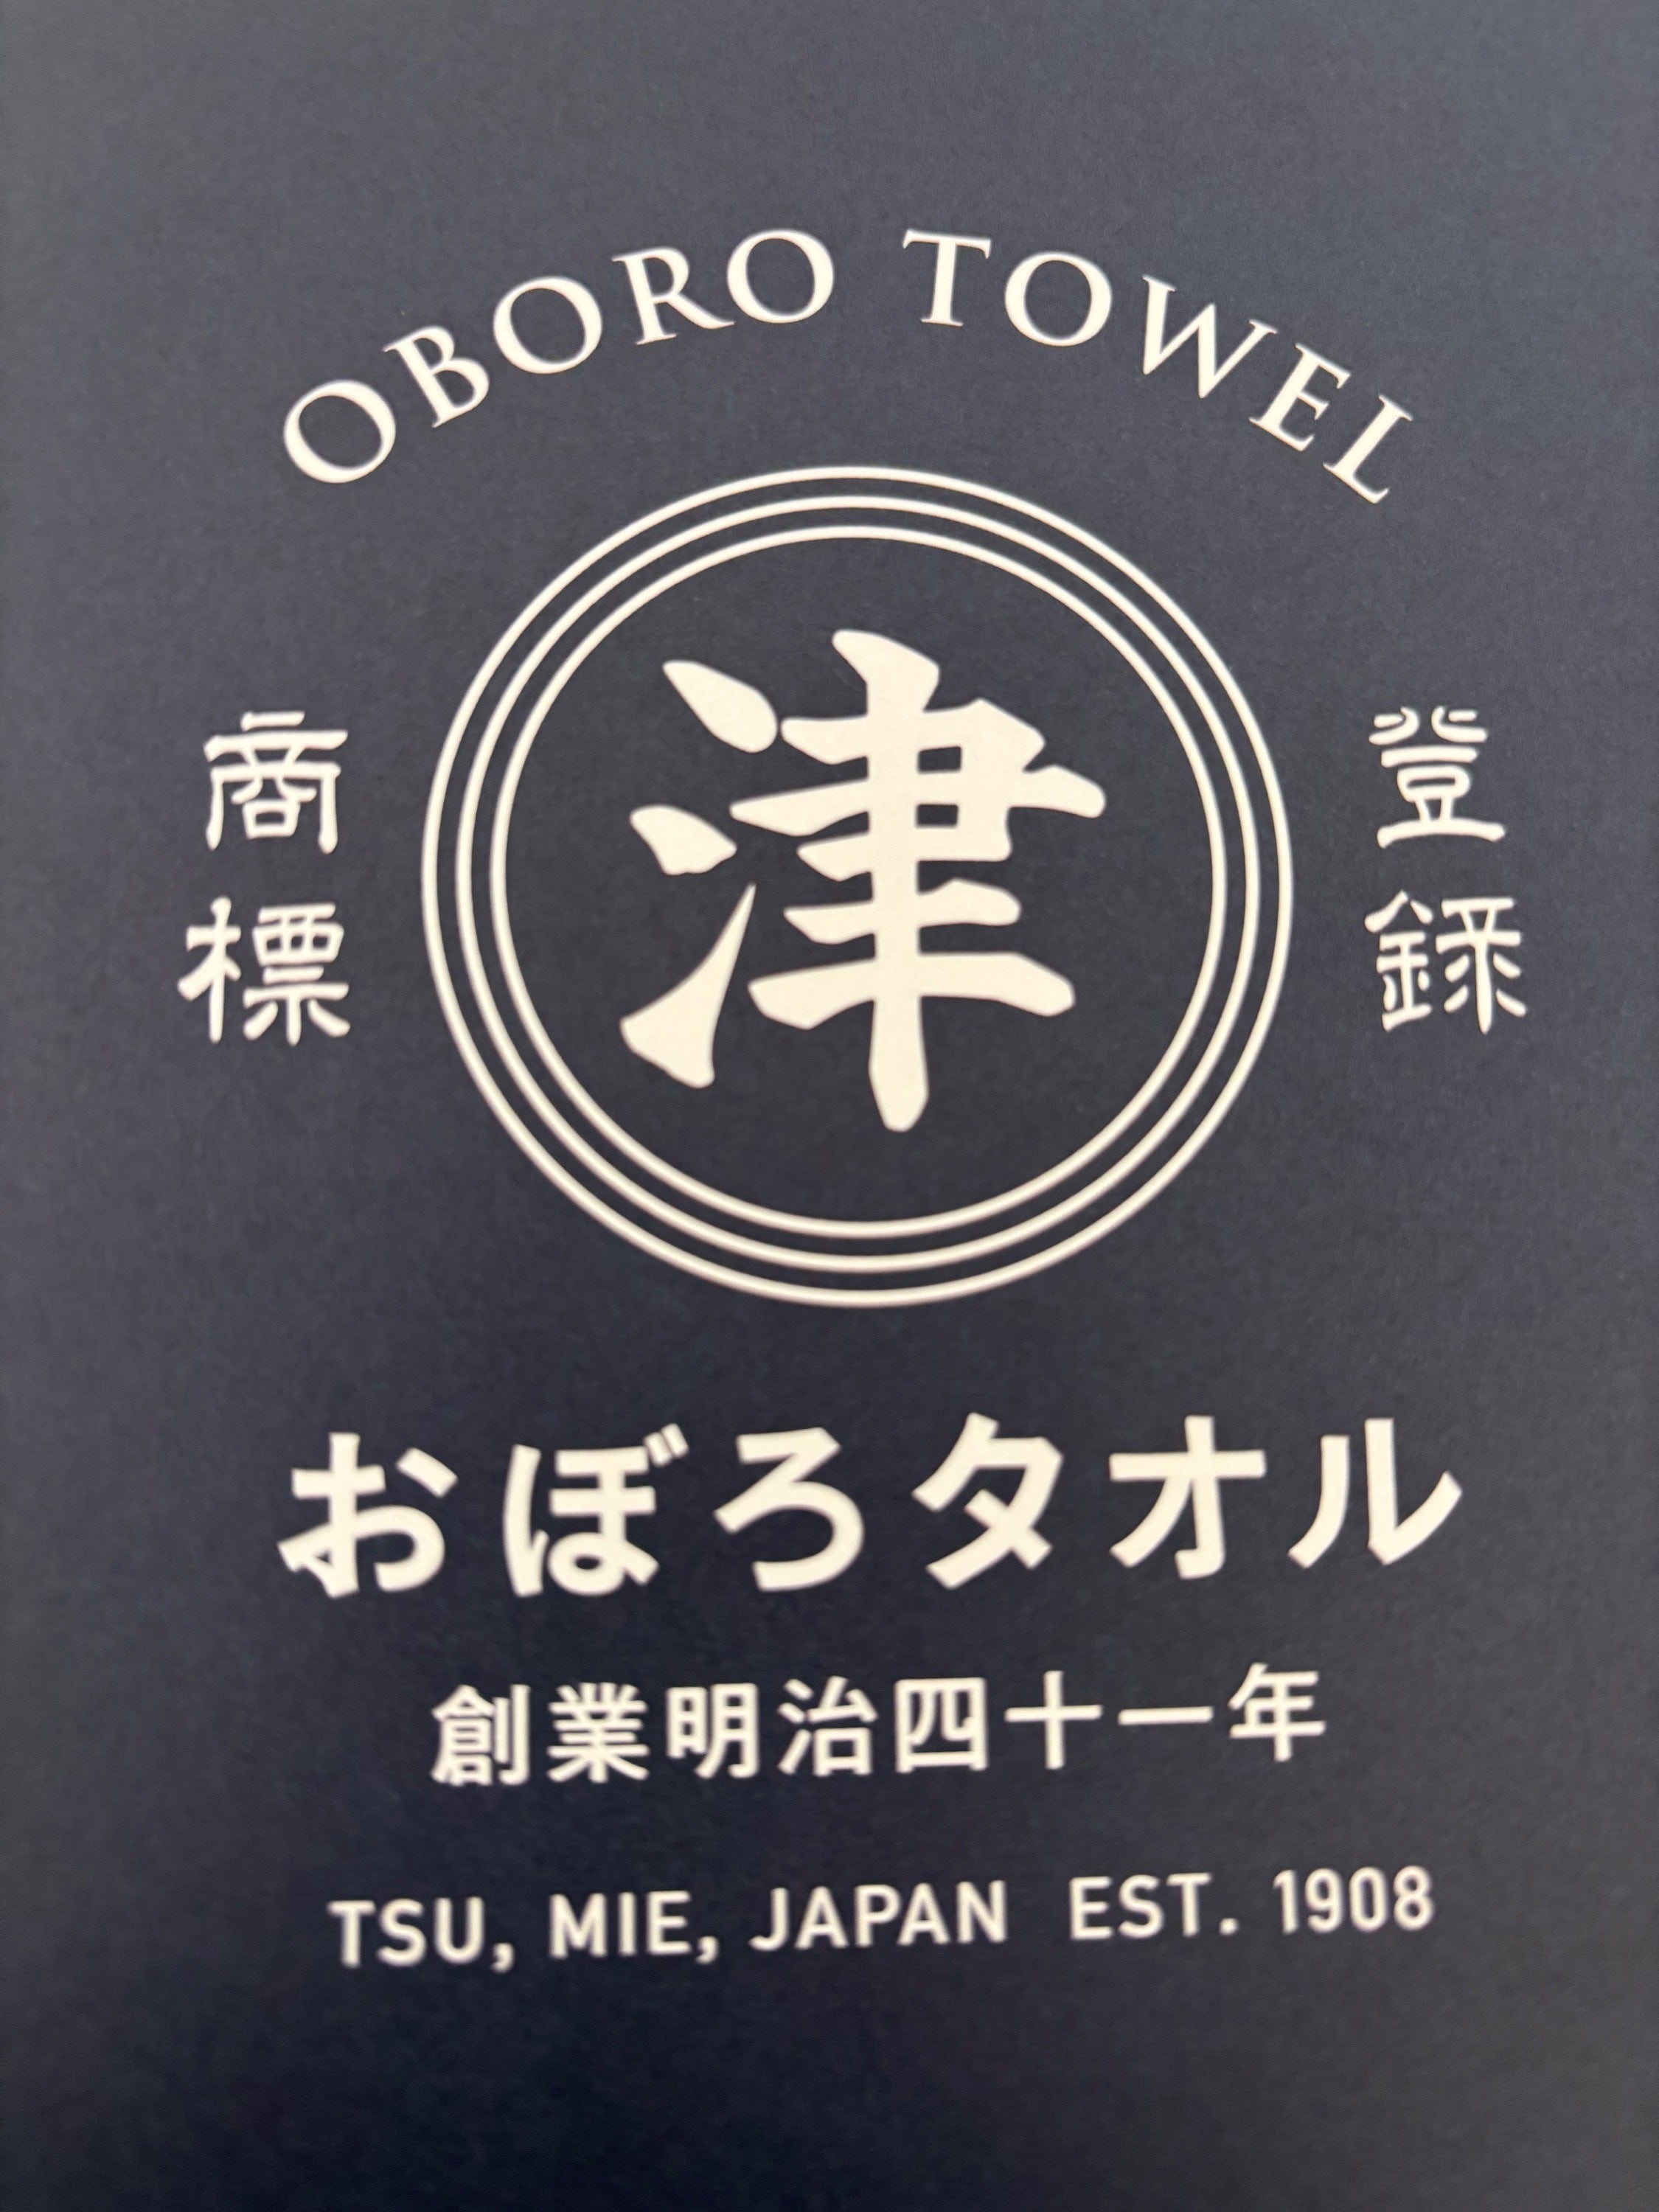 OBORO TOWEL
登録
商標
津
おぼろタオル
創業明治四十一年
TSU, MIE, JAPAN EST. 1908